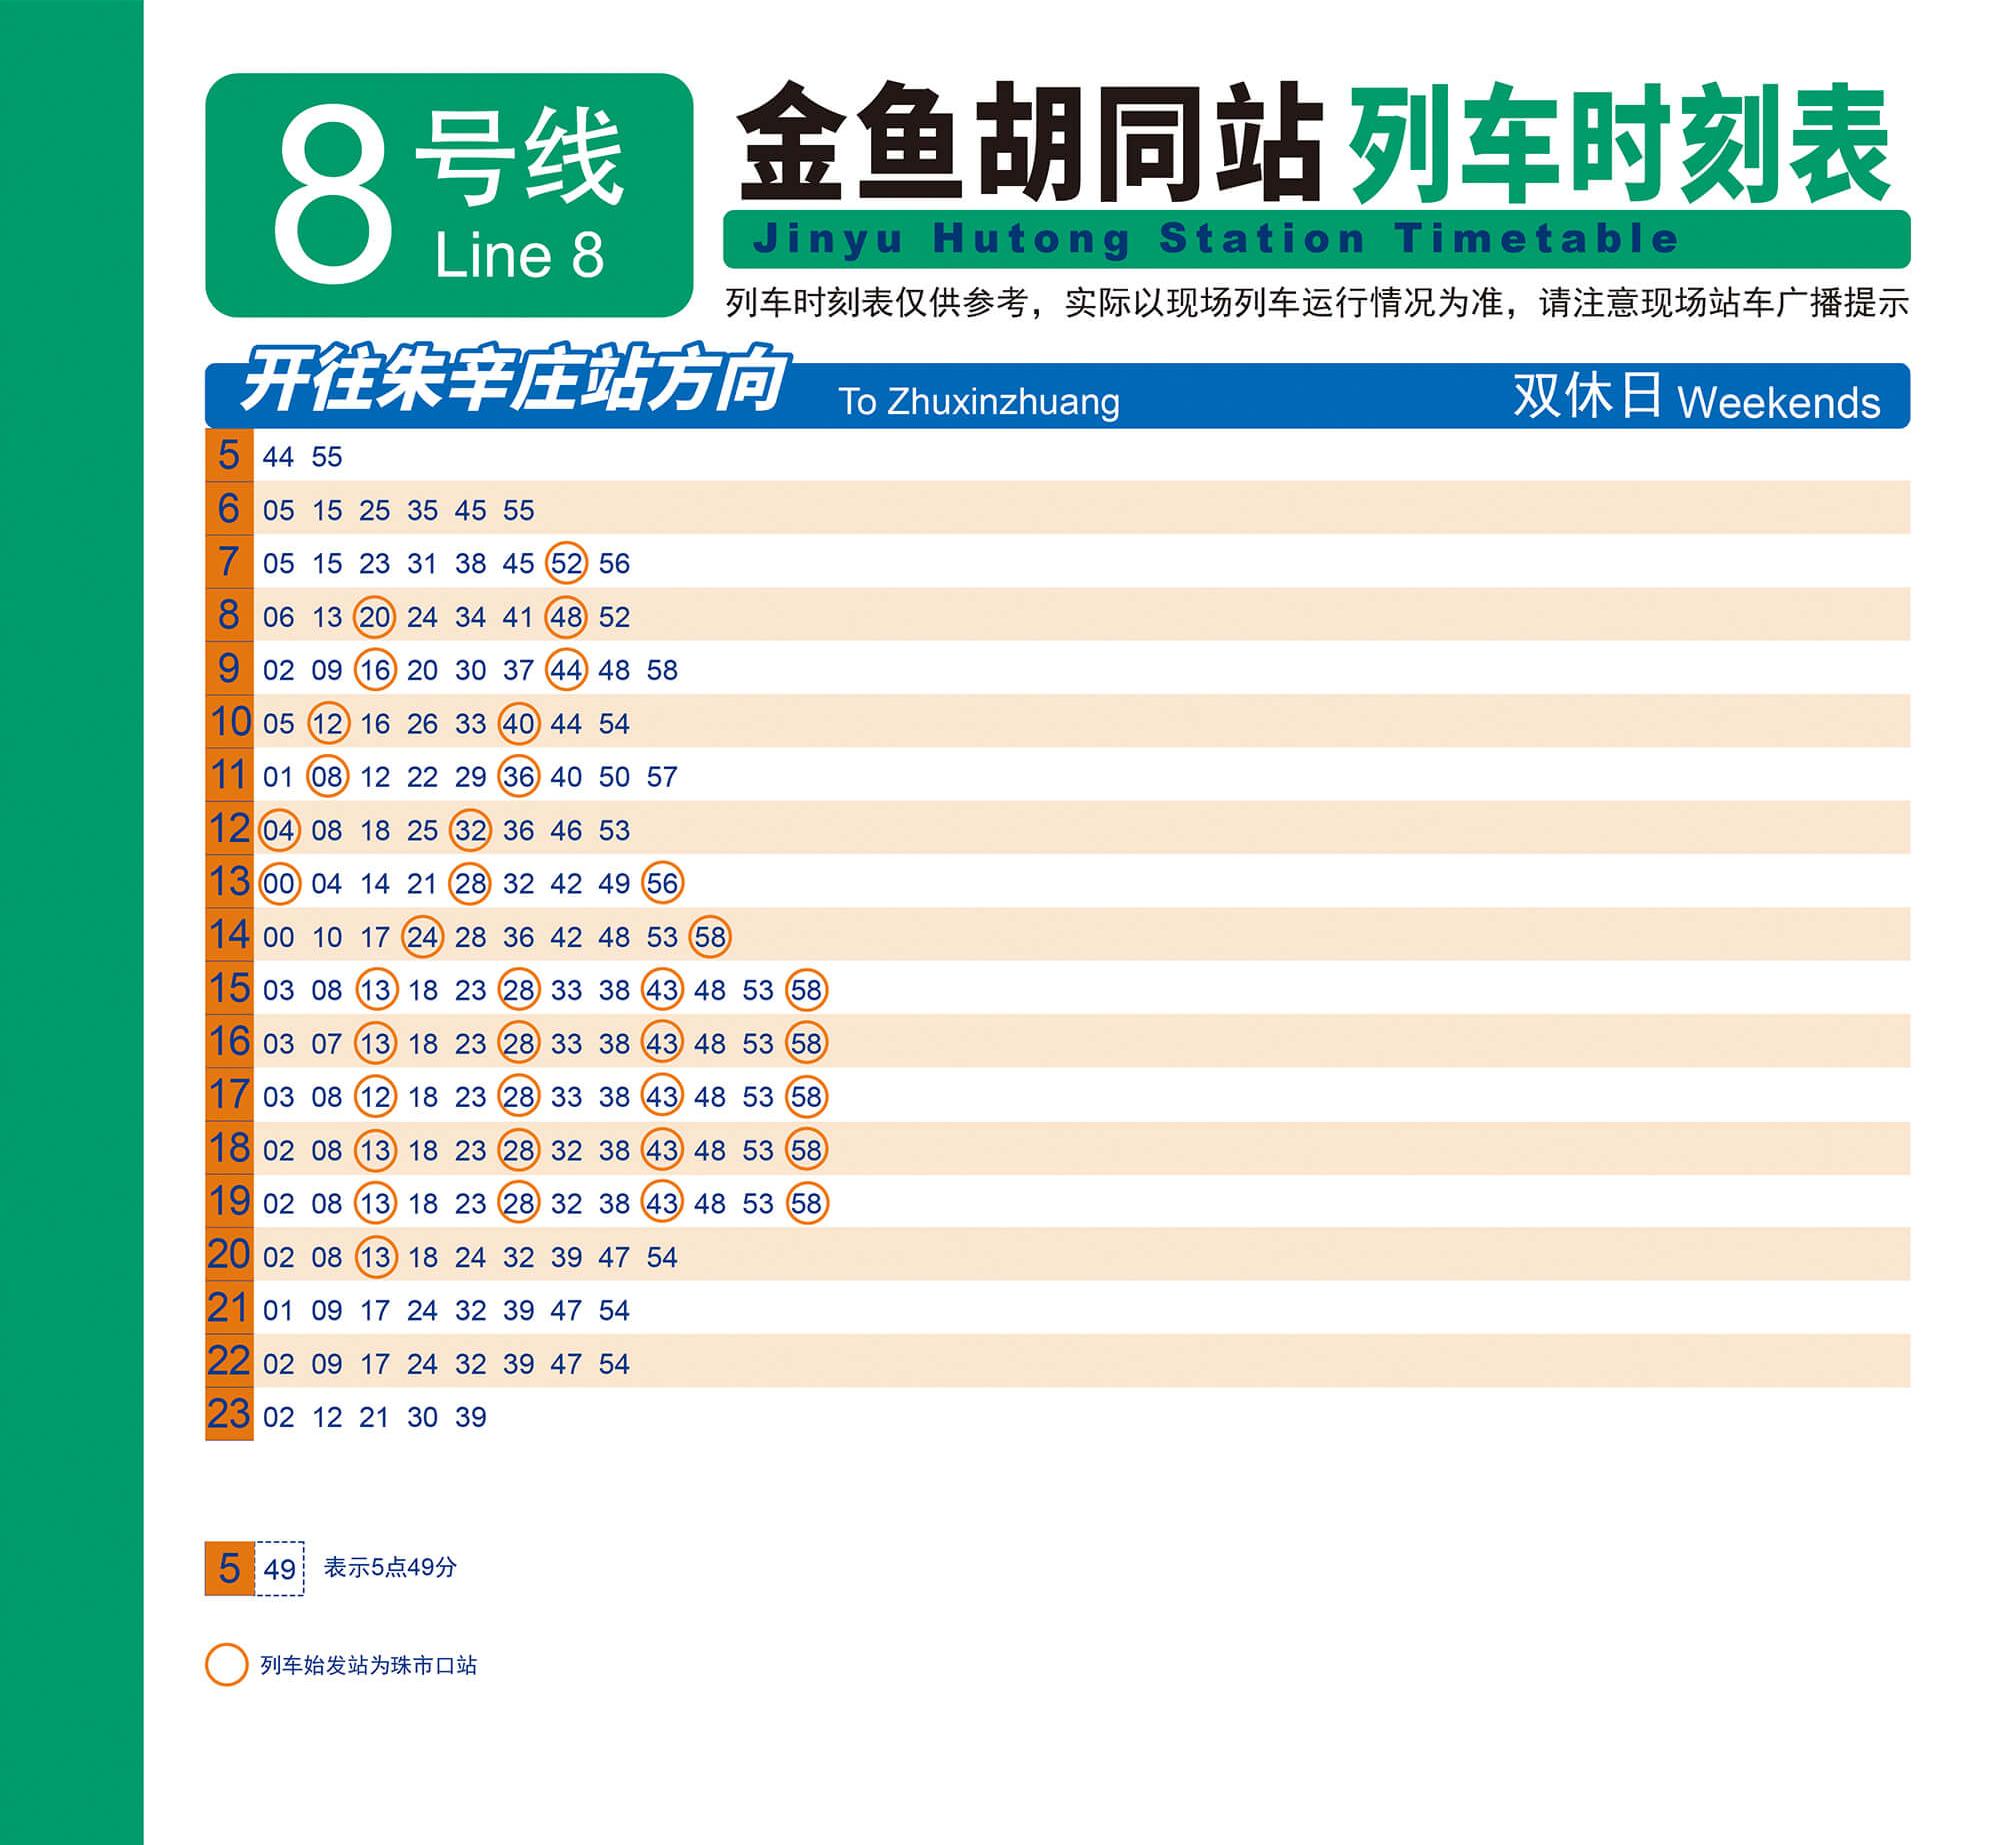 8号线
Line 8
金鱼胡同站列车时刻表
Jinyu Hutong Station Timetable
列车时刻表仅供参考，实际以现场列车运行情况为准，请注意现场站车广播提示
开往朱辛庄站方向 To Zhuxinzhuang 双休日 Weekends
5 44 55
6 05 15 25 35 45 55
7 05 15 23 31 38 45 52 56
8 06 13 20 24 34 41 48 52
9 02 09 16 20 30 37 44 48 58
10 05 12 16 26 33 40 44 54
11 01 08 12 22 29 36 40 50 57
12 04 08 18 25 32 36 46 53
13 00 04 14 21 28 32 42 49 56
14 00 10 17 24 28 36 42 48 53 58
15 03 08 13 18 23 28 33 38 43 48 53 58
16 03 07 13 18 23 28 33 38 43 48 53 58
17 03 08 12 18 23 28 33 38 43 48 53 58
18 02 08 13 18 23 28 32 38 43 48 53 58
19 02 08 13 18 23 28 32 38 43 48 53 58
20 02 08 13 18 24 32 39 47 54
21 01 09 17 24 32 39 47 54
22 02 09 17 24 32 39 47 54
23 02 12 21 30 39
5 49 表示5点49分
列车始发站为珠市口站